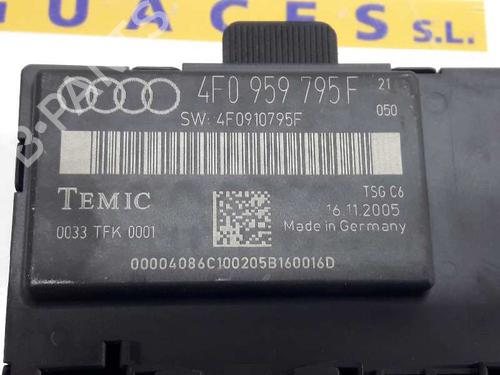 GUACES S.L.
4F0 959 795 F 21
050
SW: 4F0910795F
TEMIC
TSG C6
16.11.2005
0033 TFK 0001
Made in Germany
00004086C100205B160016D
B-PARTS